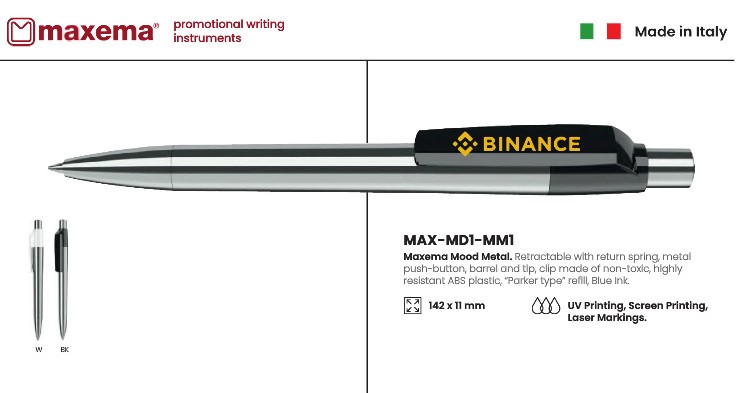 maxema®
promotional writing
instruments
Made in Italy
BINANCE
MAX-MD1-MM1
Maxema Mood Metal. Retractable with return spring, metal
push-button, barrel and tip, clip made of non-toxic, highly
resistant ABS plastic, “Parker type” refill, Blue Ink.
142 x 11 mm
UV Printing, Screen Printing,
Laser Markings.
W
BK